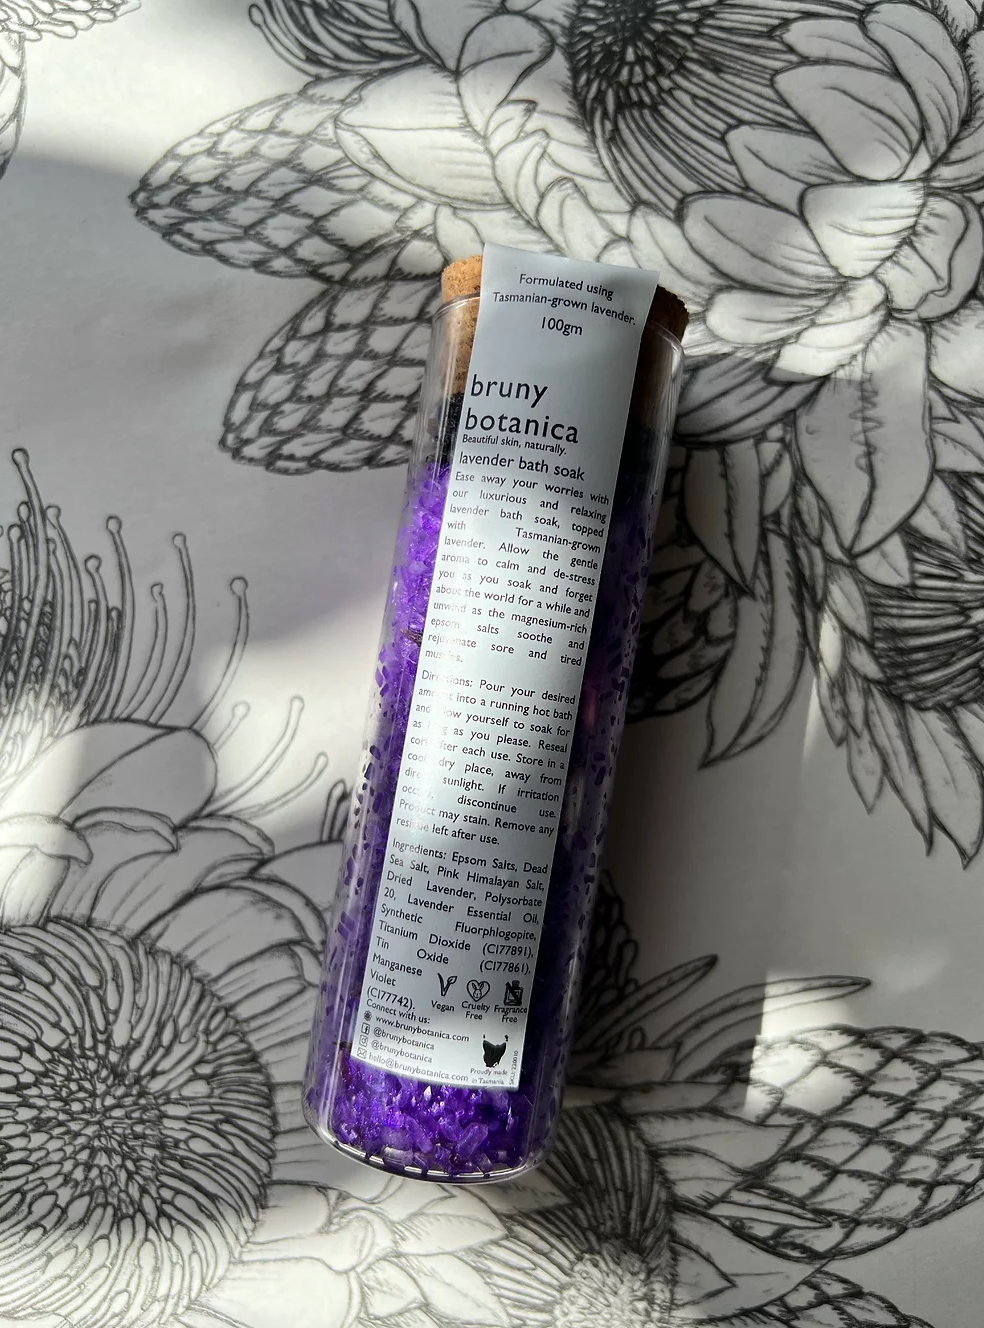 Formulated using
Tasmanian-grown lavender.
100gm
bruny
botanica
Beautiful skin, naturally.
lavender bath soak
Ease away your worries with
our luxurious and relaxing
lavender bath soak, topped
with Tasmanian-grown
lavender. Allow the gentle
aroma to calm and de-stress
you as you soak and forget
about the world for a while and
unwind as the magnesium-rich
epsom salts soothe and
rejuvenate sore and tired
muscles.
Directions: Pour your desired
amount into a running hot bath
and allow yourself to soak for
as long as you please. Reseal
cork after each use. Store in a
cool dry place, away from
direct sunlight. If irritation
occurs, discontinue use.
Product may stain. Remove any
residue left after use.
Ingredients: Epsom Salts, Dead
Sea Salt, Pink Himalayan Salt,
Dried Lavender, Polysorbate
20, Lavender Essential Oil,
Synthetic Fluorphlogopite,
Titanium Dioxide (CI77891),
Tin Oxide (CI77861),
Manganese
Violet
(CI77742).
Vegan
Cruelty
Free
Fragrance
Free
Connect with us:
www.brunybotanica.com
@brunybotanica
@brunybotanica
hello@brunybotanica.com
Proudly made
in Tasmania